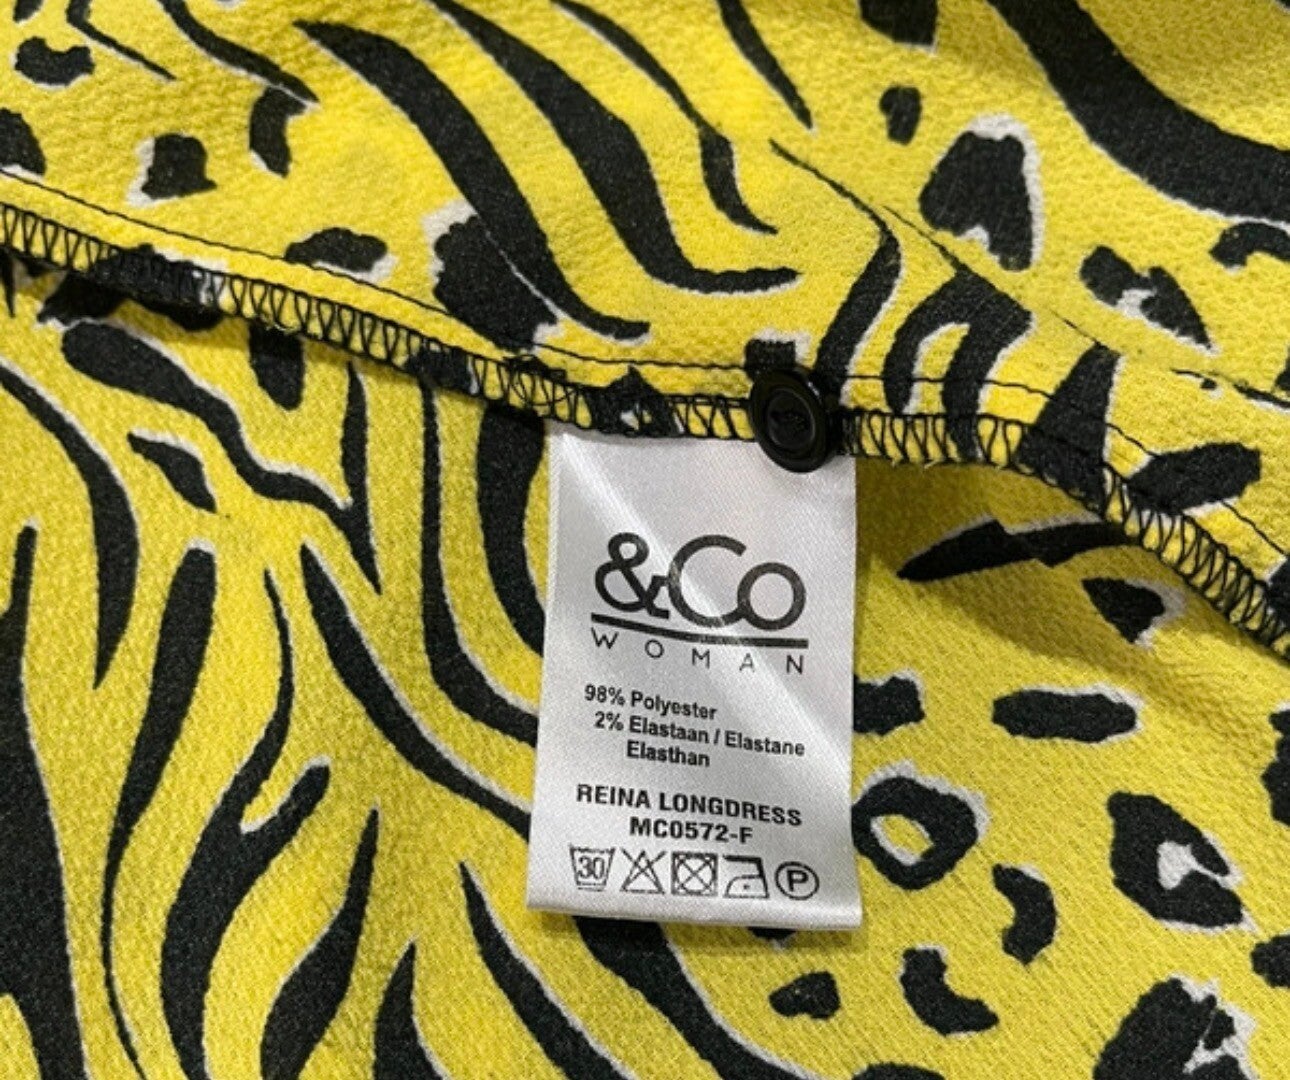 &Co
WOMAN
98% Polyester
2% Elastaan / Elastane
Elasthan
REINA LONGDRESS
MC0572-F
30
P